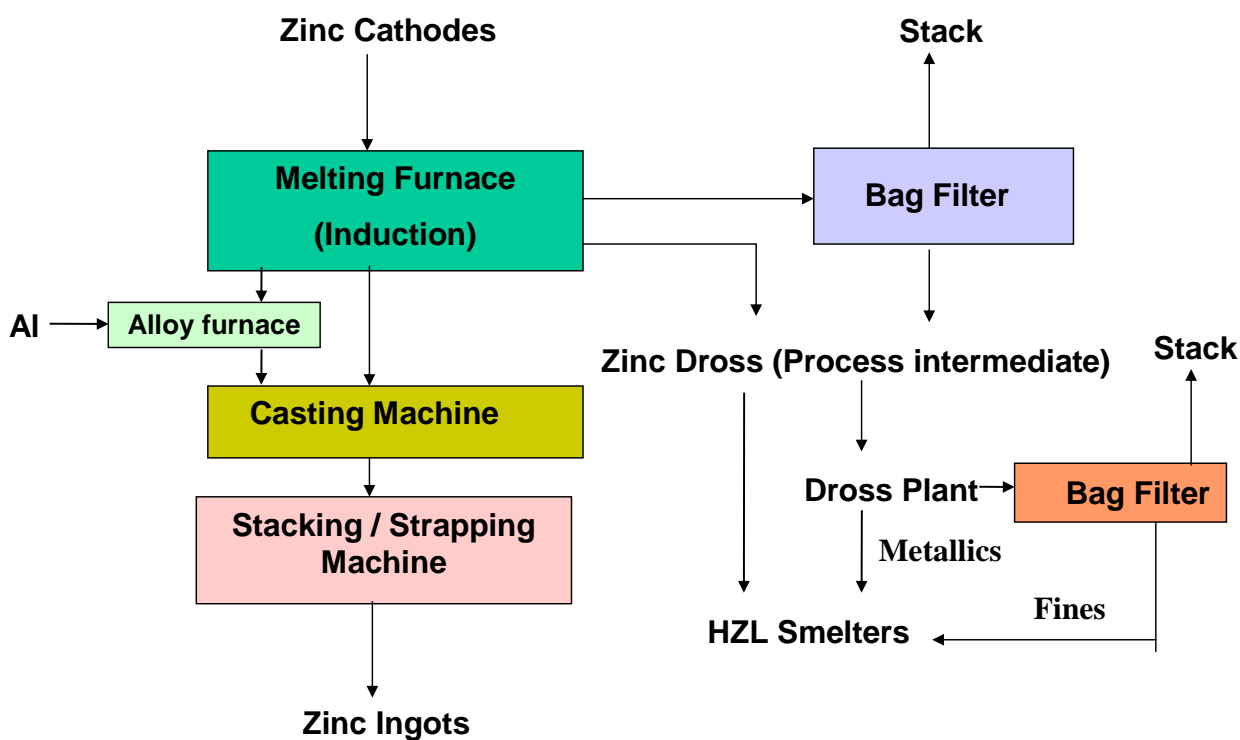 Zinc Cathodes
Stack
Melting Furnace
(Induction)
Bag Filter
Al
Alloy furnace
Zinc Dross (Process intermediate)
Stack
Casting Machine
Dross Plant
Bag Filter
Stacking / Strapping
Machine
Metallics
Fines
HZL Smelters
Zinc Ingots